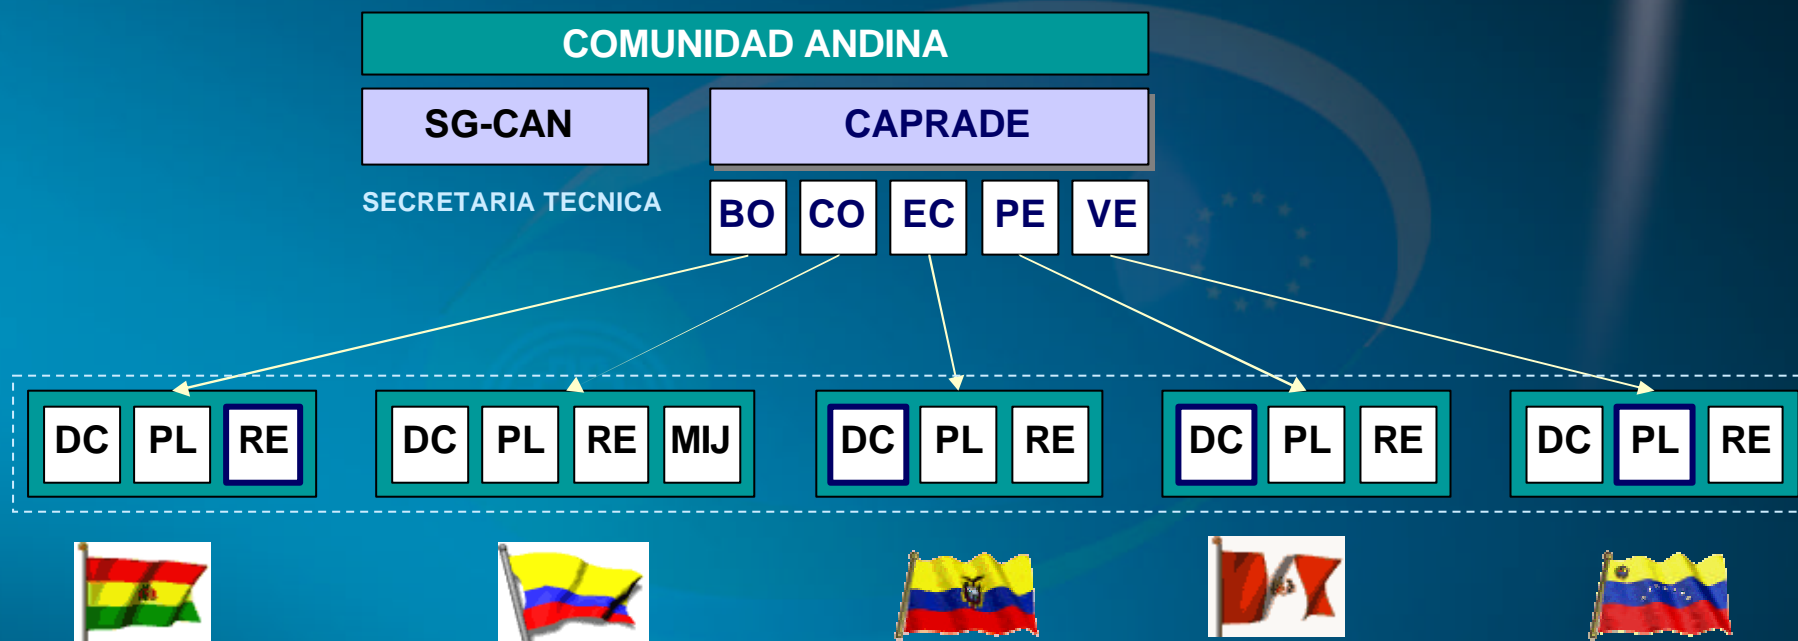 COMUNIDAD ANDINA
SG-CAN
CAPRADE
SECRETARIA TECNICA
BO CO EC PE VE
DC PL RE
DC PL RE MIJ
DC PL RE
DC PL RE
DC PL RE